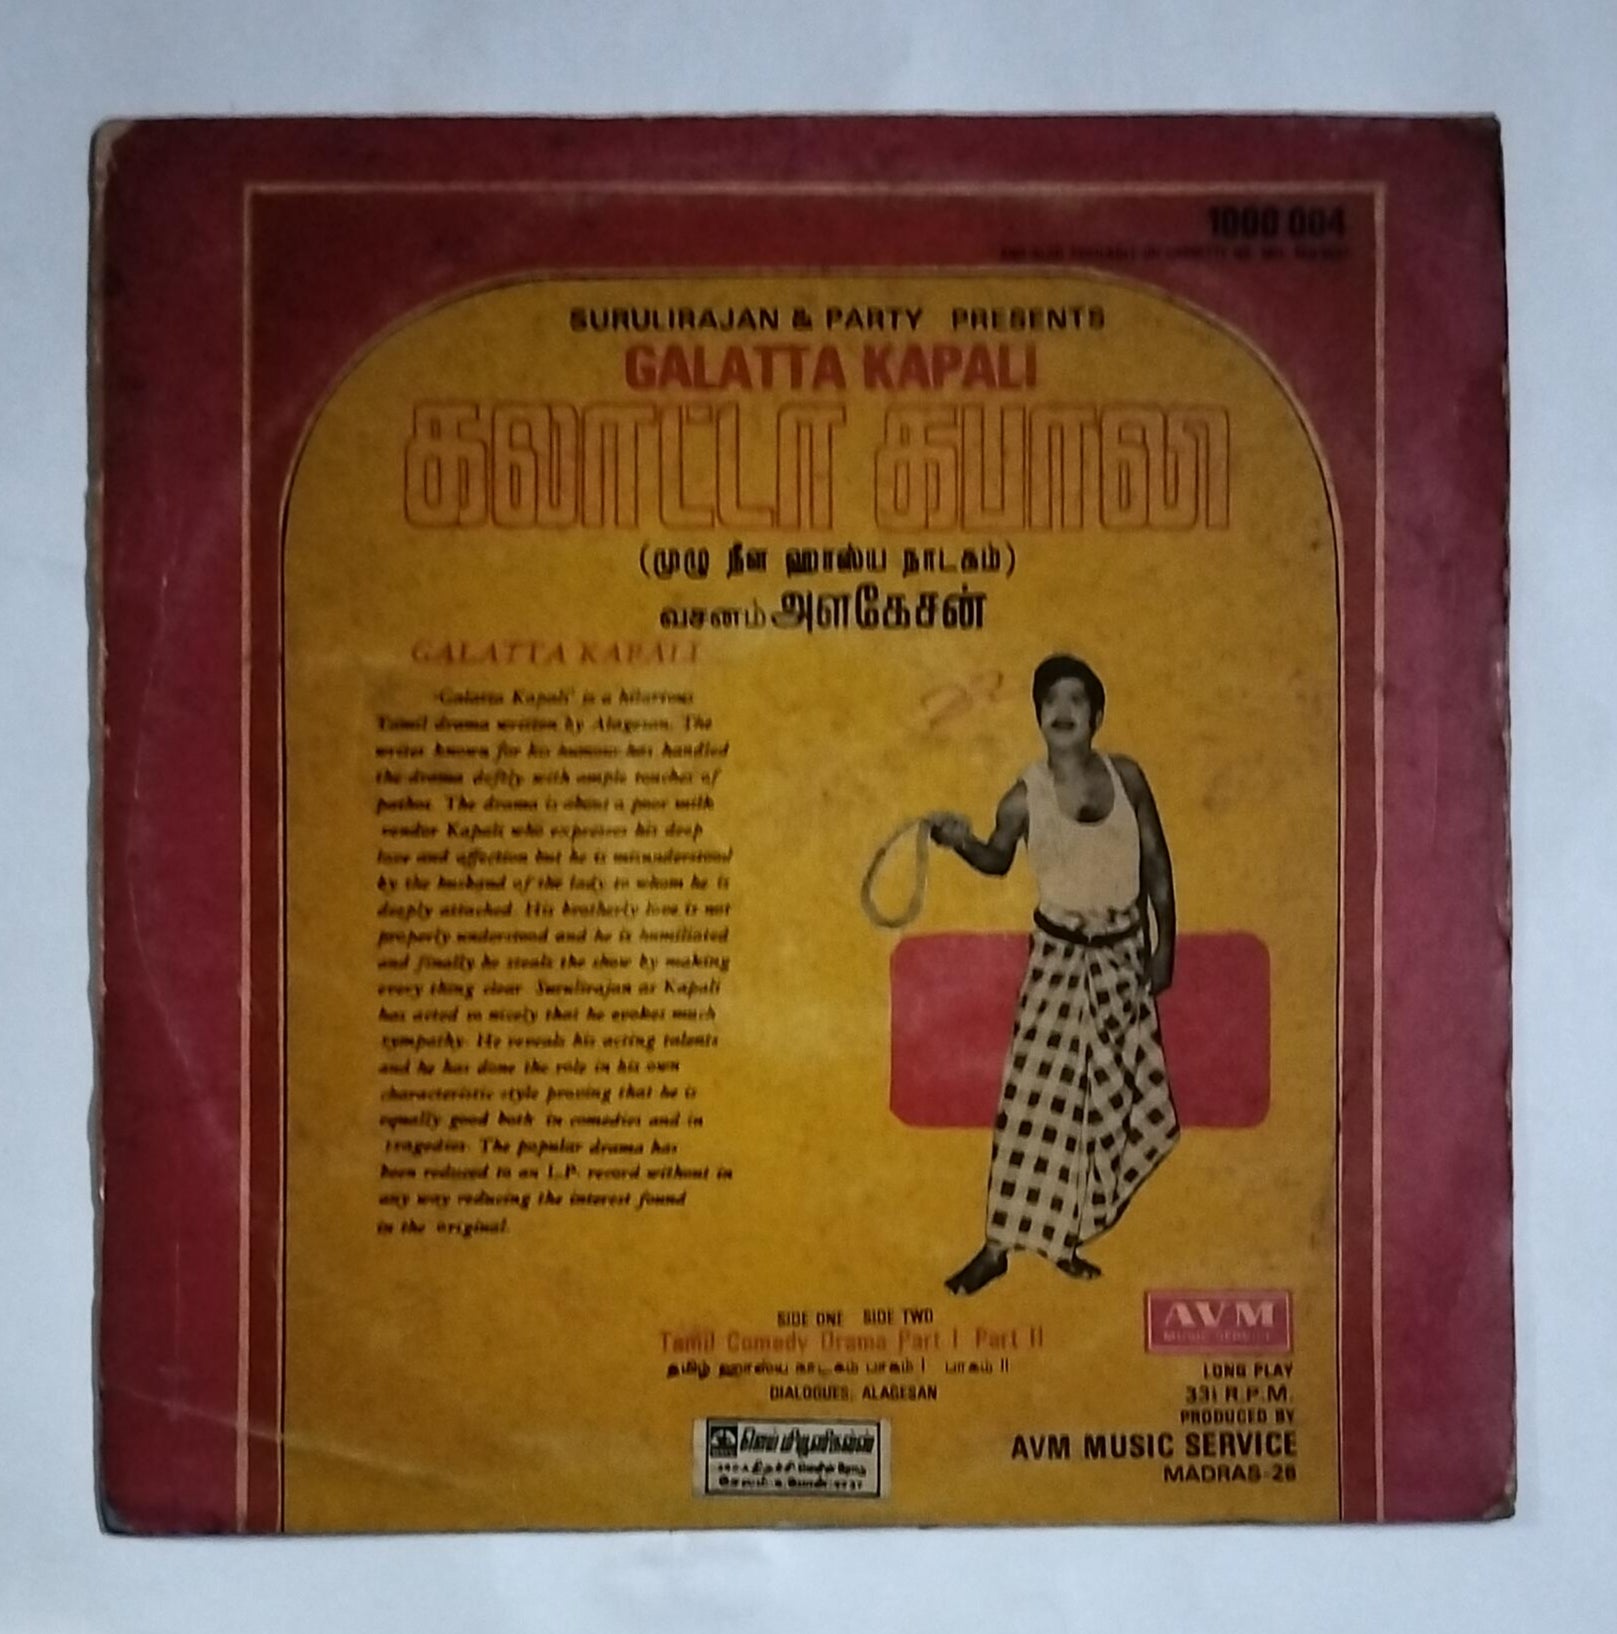 1000 004
SURULIRAJAN & PARTY PRESENTS
GALATTA KAPALI
கலாட்டா கபாலி
(முழு நீள ஹாஸ்ய நாடகம்)
வசனம் அளகேசன்
GALATTA KAPALI
'Galatta Kapali' is a hilarious
Tamil drama written by Alagesan. The
writer known for his humour has handled
the drama deftly with ample touches of
pathos. The drama is about a poor milk
vendor Kapali who expresses his deep
love and affection but he is misunderstood
by the husband of the lady to whom he is
deeply attached. His brotherly love is not
properly understood and he is humiliated
and finally he steals the show by making
every thing clear. Surulirajan as Kapali
has acted so nicely that he evokes much
sympathy. He reveals his acting talents
and he has done the role in his own
characteristic style proving that he is
equally good both in comedies and in
tragedies. The popular drama has
been reduced to an L.P. record without in
any way reducing the interest found
in the original.
SIDE ONE SIDE TWO
Tamil Comedy Drama Part I Part II
தமிழ் ஹாஸ்ய நாடகம் பாகம் I பாகம் II
DIALOGUES: ALAGESAN
AVM
MUSIC SERVICE
LONG PLAY
33⅓ R.P.M.
PRODUCED BY
AVM MUSIC SERVICE
MADRAS-26